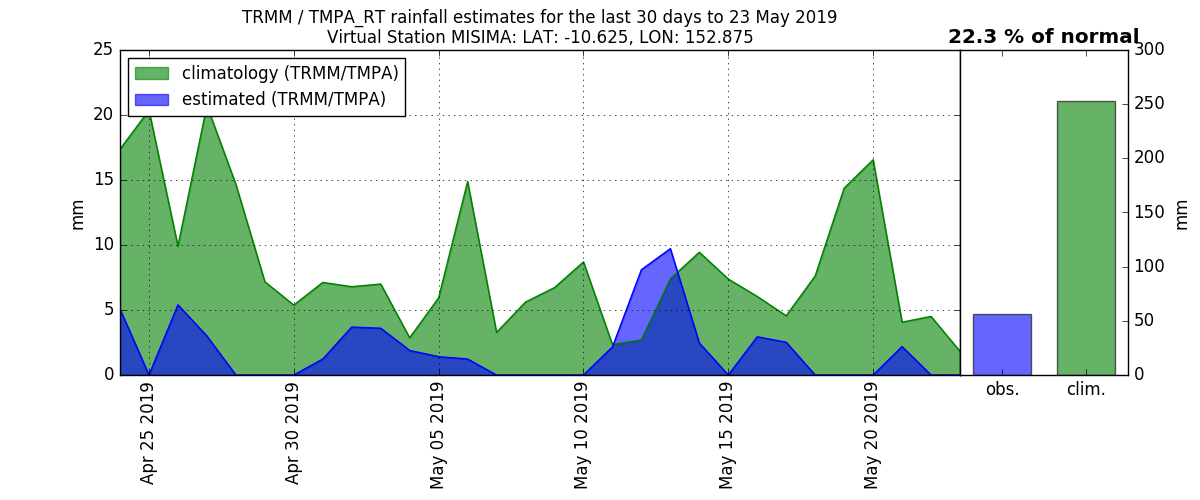 TRMM / TMPA_RT rainfall estimates for the last 30 days to 23 May 2019
Virtual Station MISIMA: LAT: -10.625, LON: 152.875
22.3 % of normal
climatology (TRMM/TMPA)
estimated (TRMM/TMPA)
25
20
15
10
5
0
mm
Apr 25 2019
Apr 30 2019
May 05 2019
May 10 2019
May 15 2019
May 20 2019
300
250
200
150
100
50
0
mm
obs.
clim.